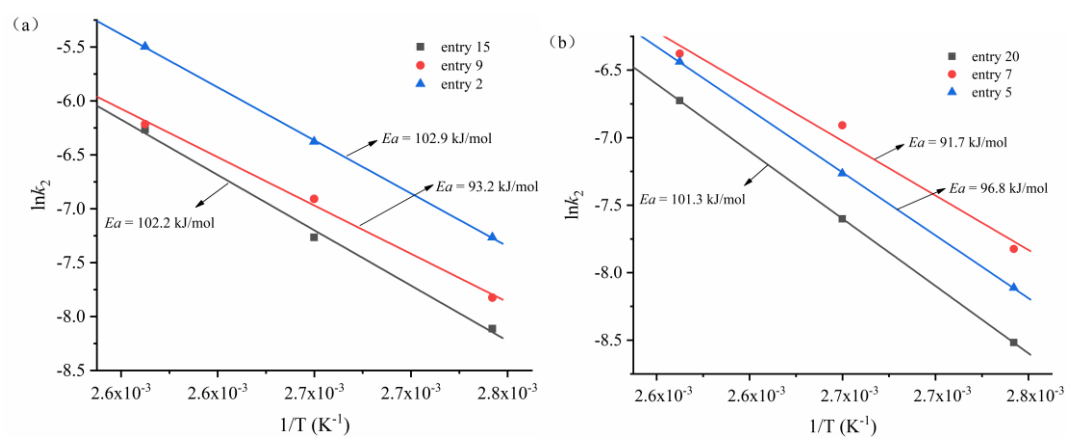 (a)
entry 15
entry 9
entry 2
Ea = 102.9 kJ/mol
Ea = 93.2 kJ/mol
Ea = 102.2 kJ/mol
-5.5
-6.0
-6.5
-7.0
-7.5
-8.0
-8.5
lnk₂
2.6x10⁻³ 2.6x10⁻³ 2.7x10⁻³ 2.7x10⁻³ 2.8x10⁻³
1/T (K⁻¹)
(b)
entry 20
entry 7
entry 5
Ea = 91.7 kJ/mol
Ea = 96.8 kJ/mol
Ea = 101.3 kJ/mol
-6.5
-7.0
-7.5
-8.0
-8.5
lnk₂
2.6x10⁻³ 2.6x10⁻³ 2.7x10⁻³ 2.7x10⁻³ 2.8x10⁻³
1/T (K⁻¹)